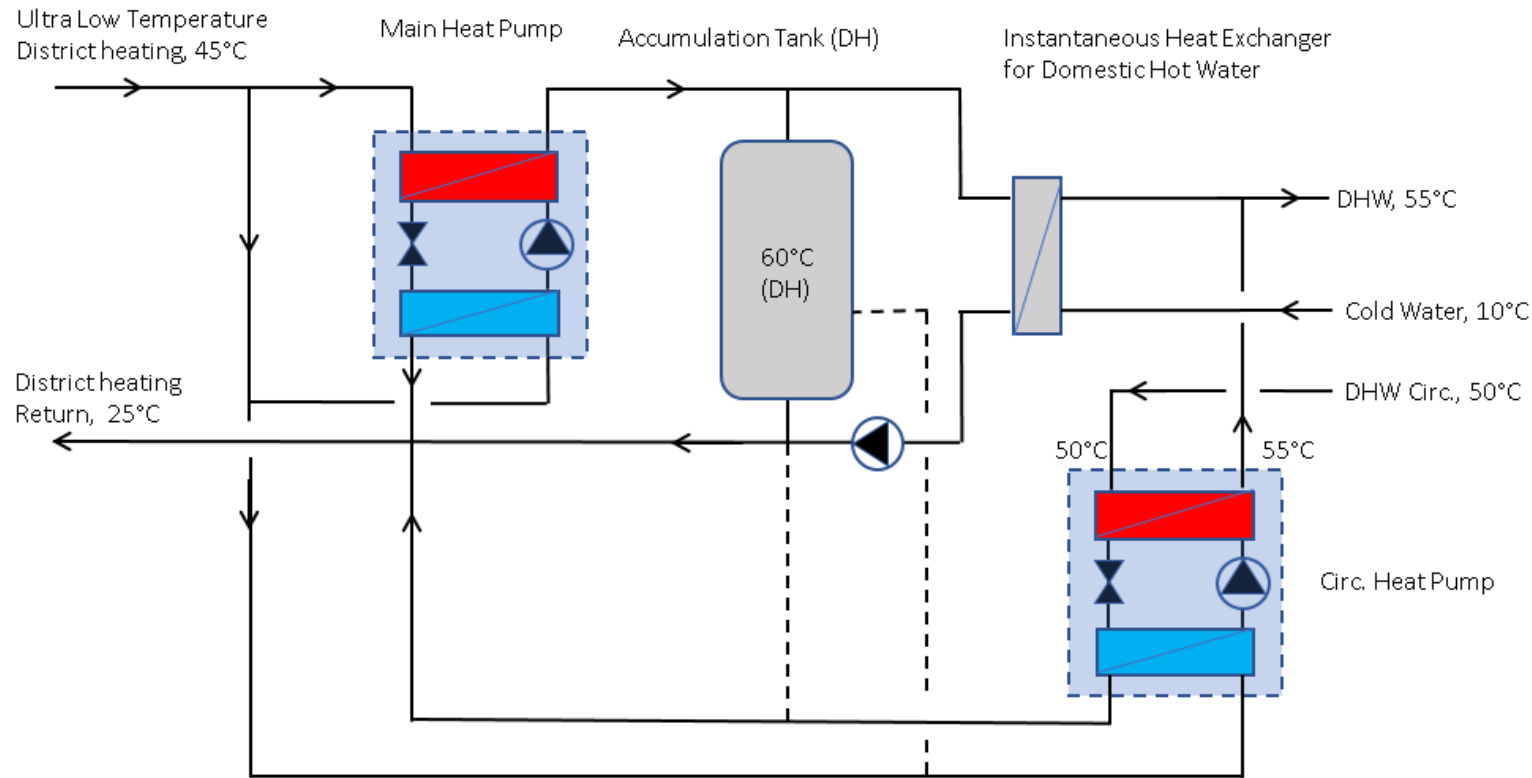 Ultra Low Temperature
District heating, 45°C
Main Heat Pump
Accumulation Tank (DH)
Instantaneous Heat Exchanger
for Domestic Hot Water
DHW, 55°C
60°C
(DH)
Cold Water, 10°C
District heating
Return,  25°C
DHW Circ., 50°C
50°C
55°C
Circ. Heat Pump